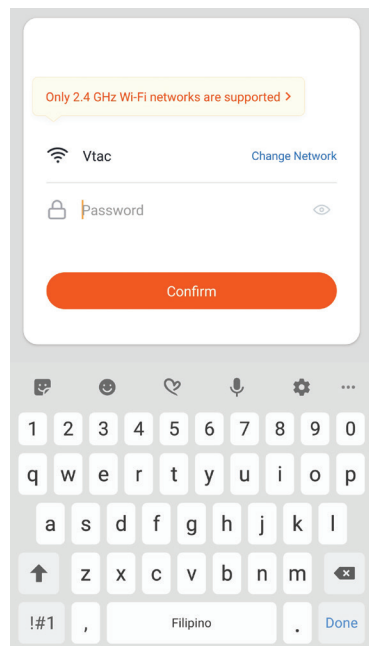 Only 2.4 GHz Wi-Fi networks are supported >
Vtac Change Network
Password
Confirm
1 2 3 4 5 6 7 8 9 0
q w e r t y u i o p
a s d f g h j k l
z x c v b n m
!#1 , Filipino . Done